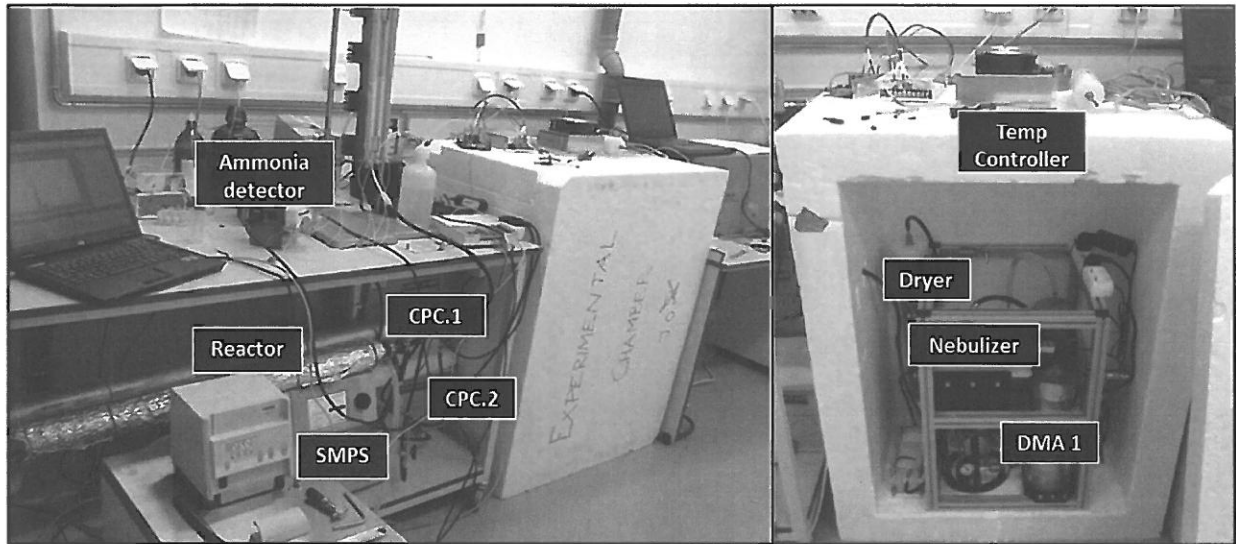 Ammonia
detector
CPC.1
Reactor
CPC.2
SMPS
EXPERIMENTAL
CHAMBER
Temp
Controller
Dryer
Nebulizer
DMA 1